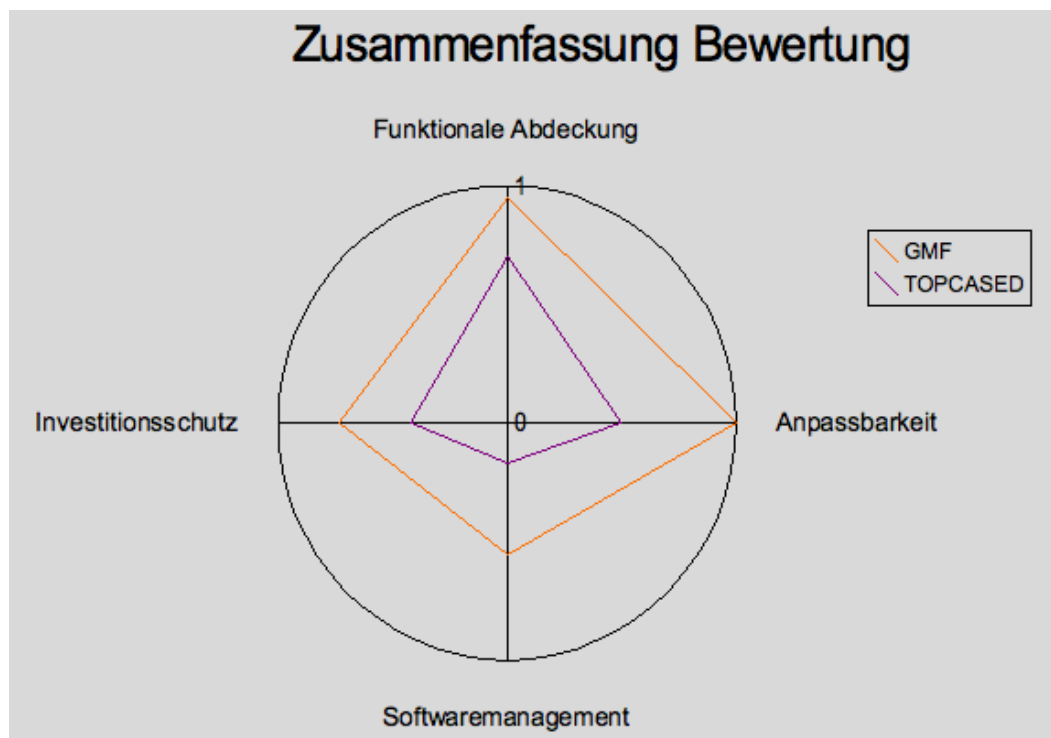 Zusammenfassung Bewertung
Funktionale Abdeckung
1
GMF
TOPCASED
Investitionsschutz
0
Anpassbarkeit
Softwaremanagement